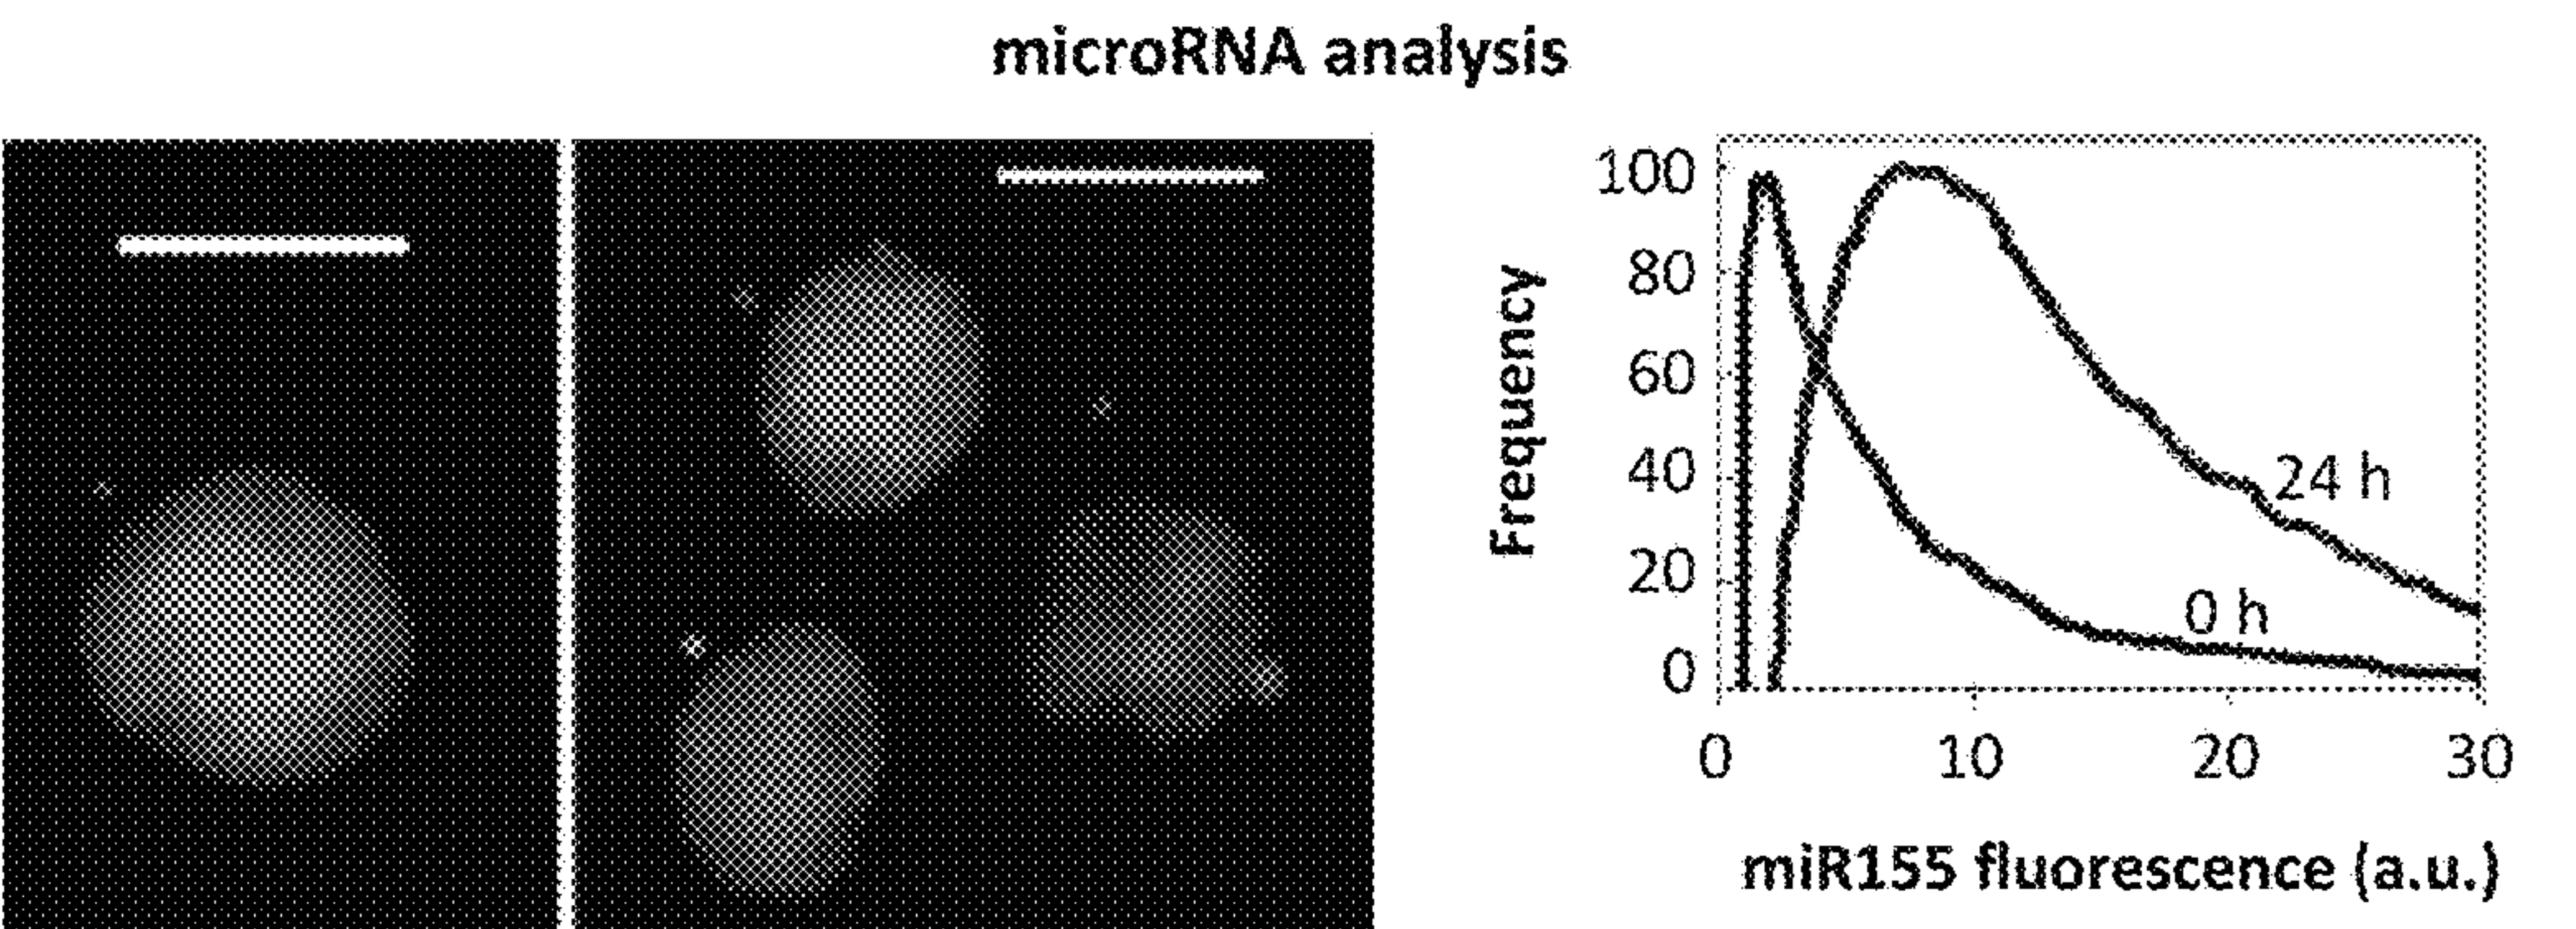 microRNA analysis
Frequency
100
80
60
40
20
0
24 h
0 h
0 10 20 30
miR155 fluorescence (a.u.)